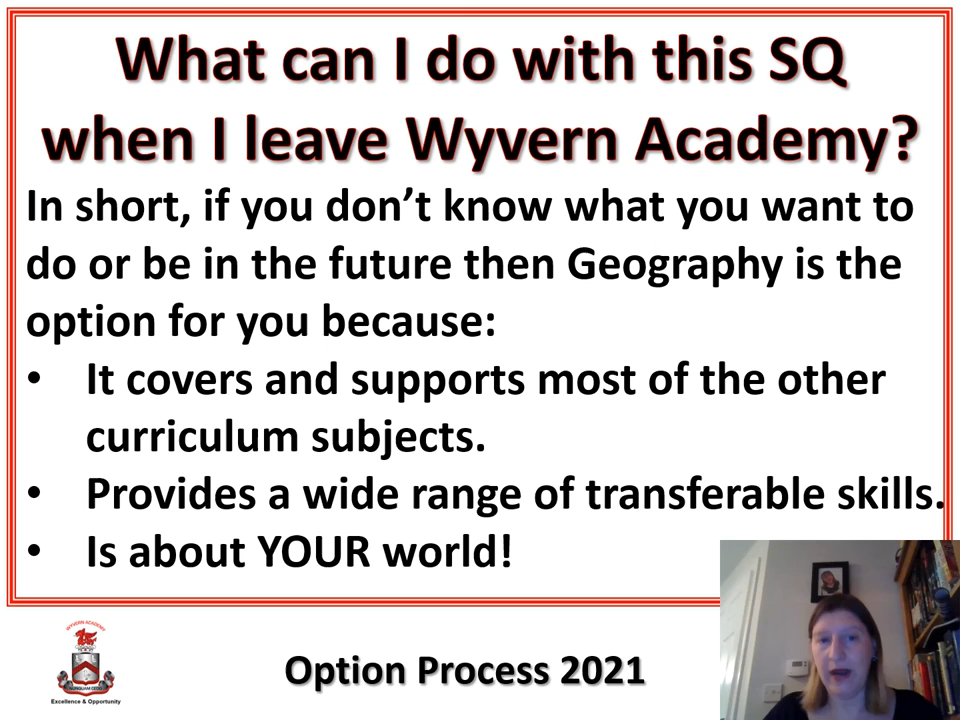 What can I do with this SQ
when I leave Wyvern Academy?
In short, if you don’t know what you want to
do or be in the future then Geography is the
option for you because:
• It covers and supports most of the other
curriculum subjects.
• Provides a wide range of transferable skills.
• Is about YOUR world!
WYVERN ACADEMY
Excellence & Opportunity
Option Process 2021